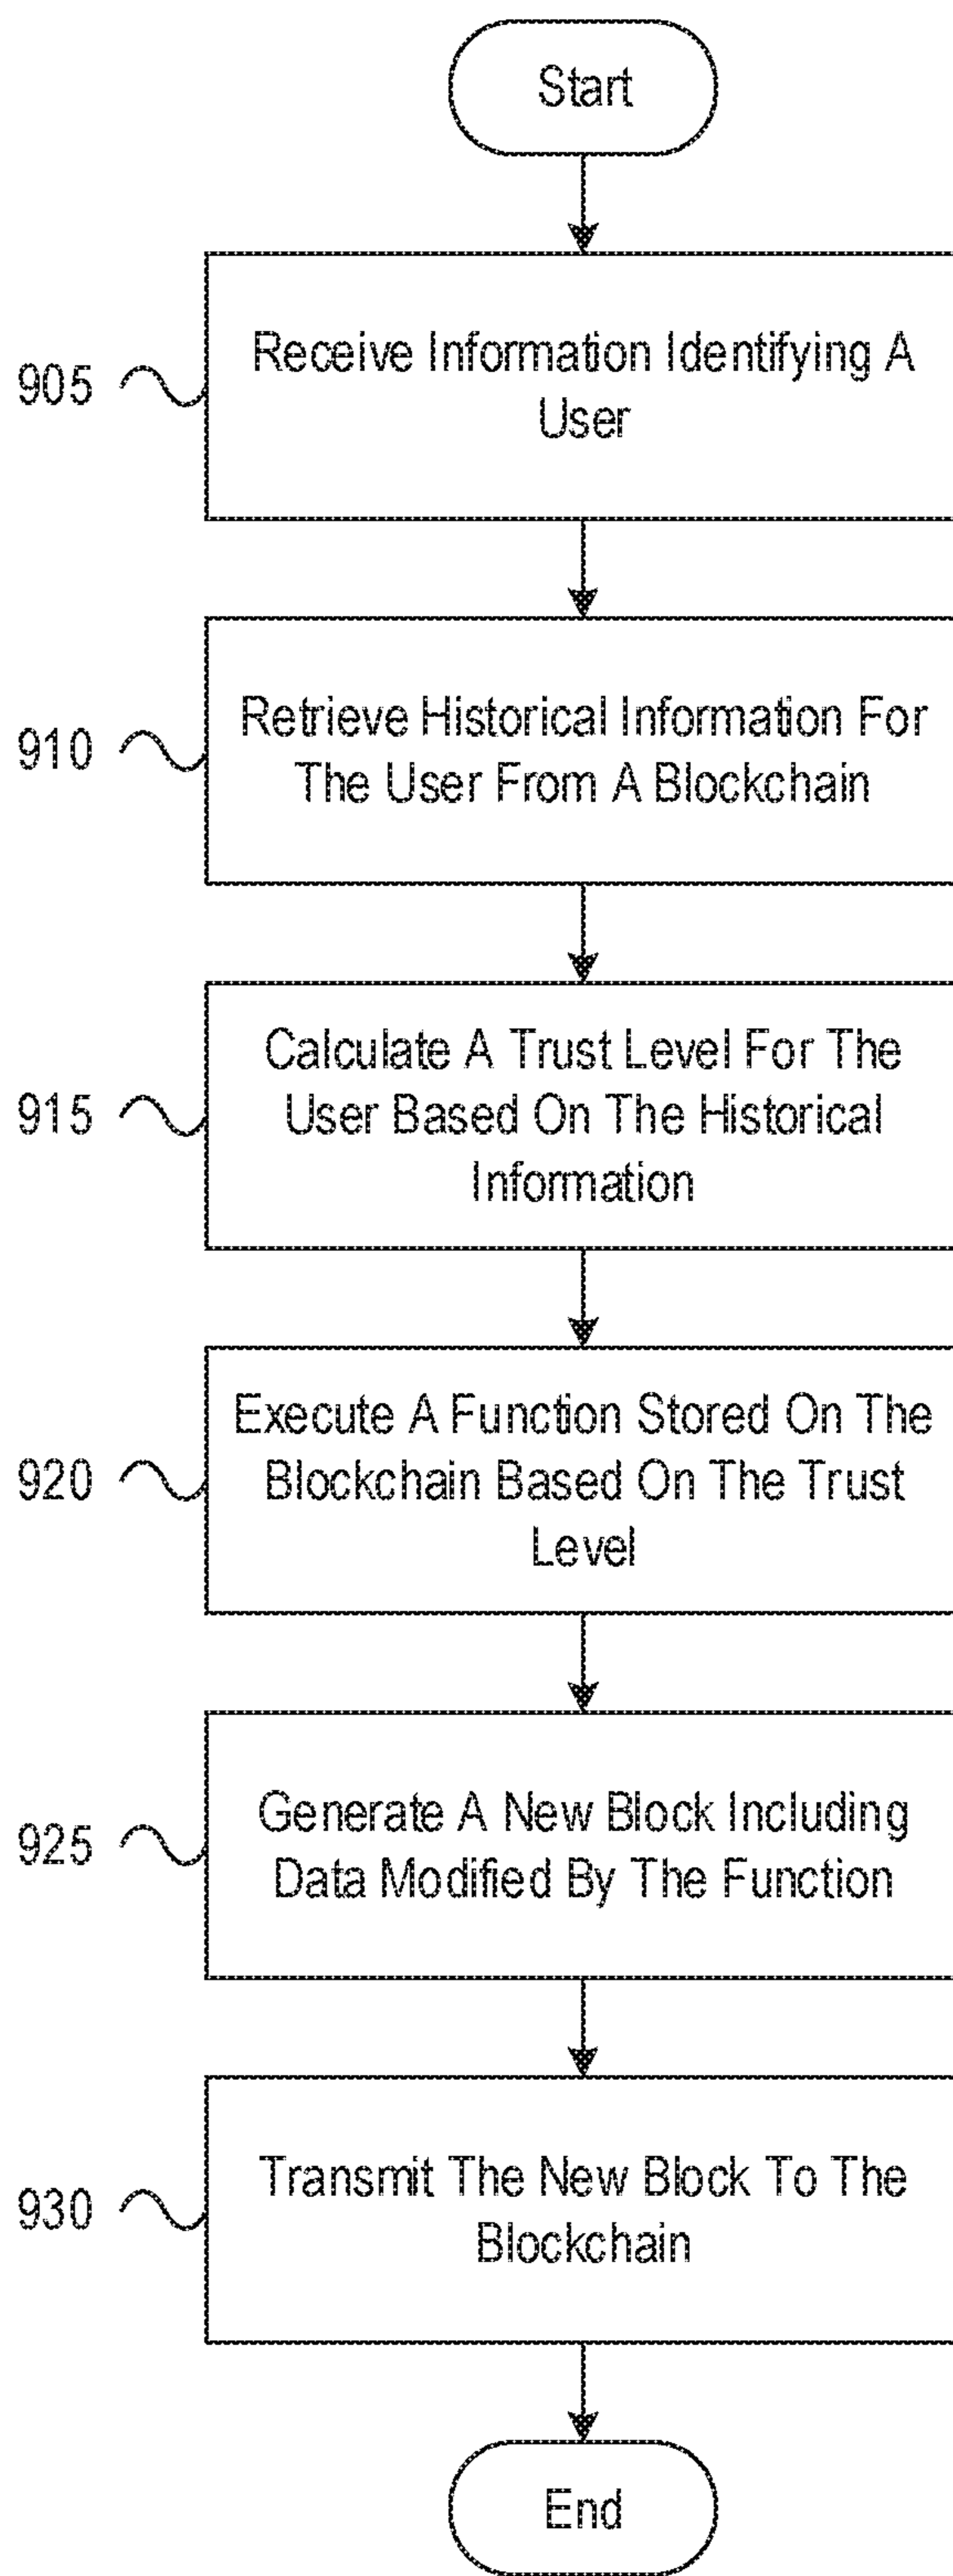 Start
905
Receive Information Identifying A
User
910
Retrieve Historical Information For
The User From A Blockchain
915
Calculate A Trust Level For The
User Based On The Historical
Information
920
Execute A Function Stored On The
Blockchain Based On The Trust
Level
925
Generate A New Block Including
Data Modified By The Function
930
Transmit The New Block To The
Blockchain
End